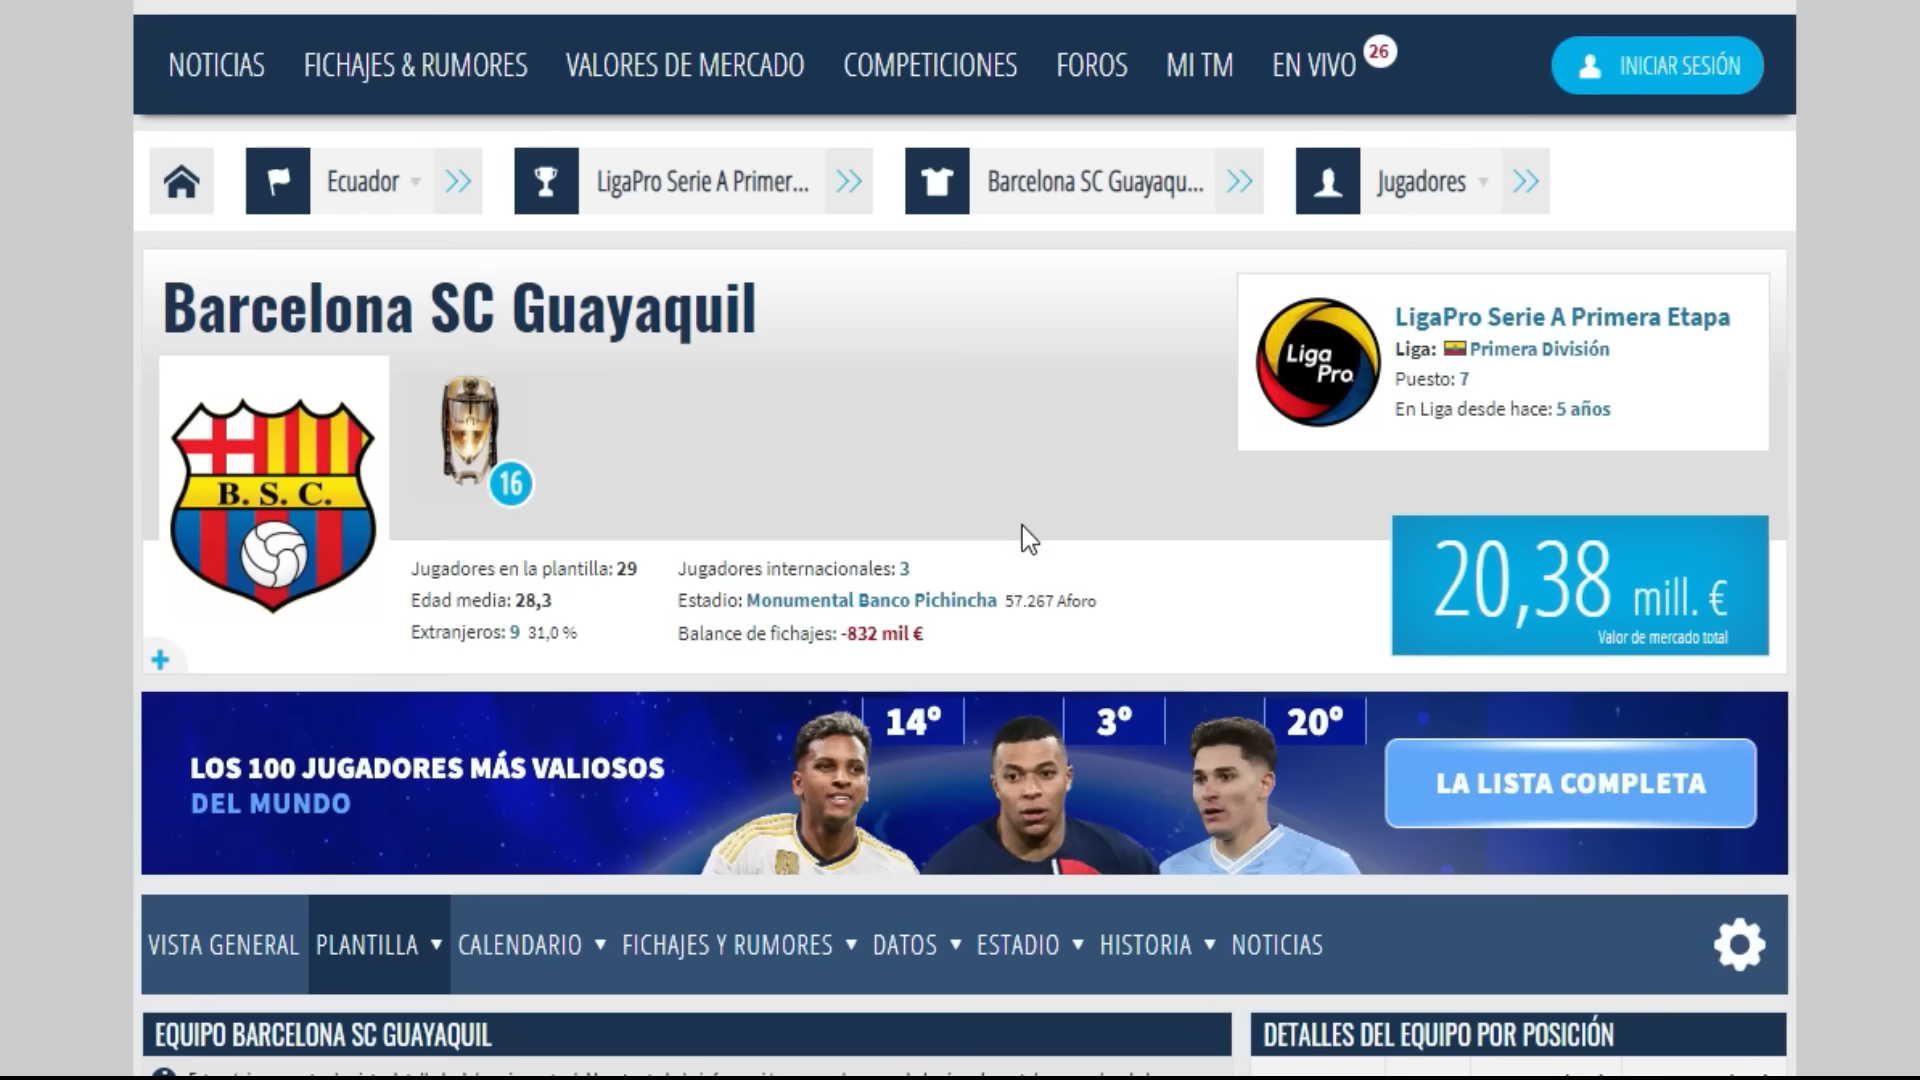 NOTICIAS FICHAJES & RUMORES VALORES DE MERCADO COMPETICIONES FOROS MI TM EN VIVO 26 INICIAR SESIÓN
Ecuador LigaPro Serie A Primer... Barcelona SC Guayaqu... Jugadores
Barcelona SC Guayaquil
16
B. S. C.
Liga Pro
LigaPro Serie A Primera Etapa
Liga: Primera División
Puesto: 7
En Liga desde hace: 5 años
Jugadores en la plantilla: 29
Edad media: 28,3
Extranjeros: 9 31,0 %
Jugadores internacionales: 3
Estadio: Monumental Banco Pichincha 57.267 Aforo
Balance de fichajes: -832 mil €
20,38 mill. €
Valor de mercado total
LOS 100 JUGADORES MÁS VALIOSOS
DEL MUNDO
14º 3º 20º
LA LISTA COMPLETA
VISTA GENERAL PLANTILLA CALENDARIO FICHAJES Y RUMORES DATOS ESTADIO HISTORIA NOTICIAS
EQUIPO BARCELONA SC GUAYAQUIL
DETALLES DEL EQUIPO POR POSICIÓN